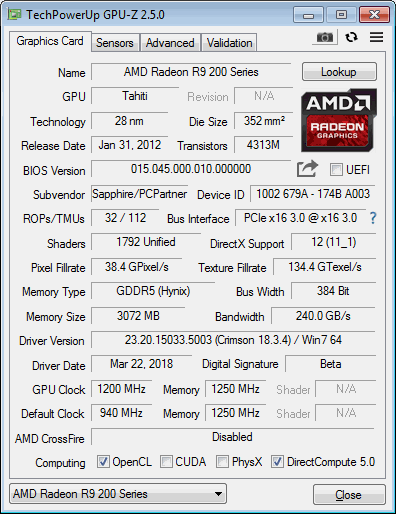 TechPowerUp GPU-Z 2.5.0
Graphics Card Sensors Advanced Validation
Name AMD Radeon R9 200 Series Lookup
GPU Tahiti Revision N/A
AMD
RADEON
GRAPHICS
Technology 28 nm Die Size 352 mm²
Release Date Jan 31, 2012 Transistors 4313M
BIOS Version 015.045.000.010.000000 UEFI
Subvendor Sapphire/PCPartner Device ID 1002 679A - 174B A003
ROPs/TMUs 32 / 112 Bus Interface PCIe x16 3.0 @ x16 3.0 ?
Shaders 1792 Unified DirectX Support 12 (11_1)
Pixel Fillrate 38.4 GPixel/s Texture Fillrate 134.4 GTexel/s
Memory Type GDDR5 (Hynix) Bus Width 384 Bit
Memory Size 3072 MB Bandwidth 240.0 GB/s
Driver Version 23.20.15033.5003 (Crimson 18.3.4) / Win7 64
Driver Date Mar 22, 2018 Digital Signature Beta
GPU Clock 1200 MHz Memory 1250 MHz Shader N/A
Default Clock 940 MHz Memory 1250 MHz Shader N/A
AMD CrossFire Disabled
Computing OpenCL CUDA PhysX DirectCompute 5.0
AMD Radeon R9 200 Series Close